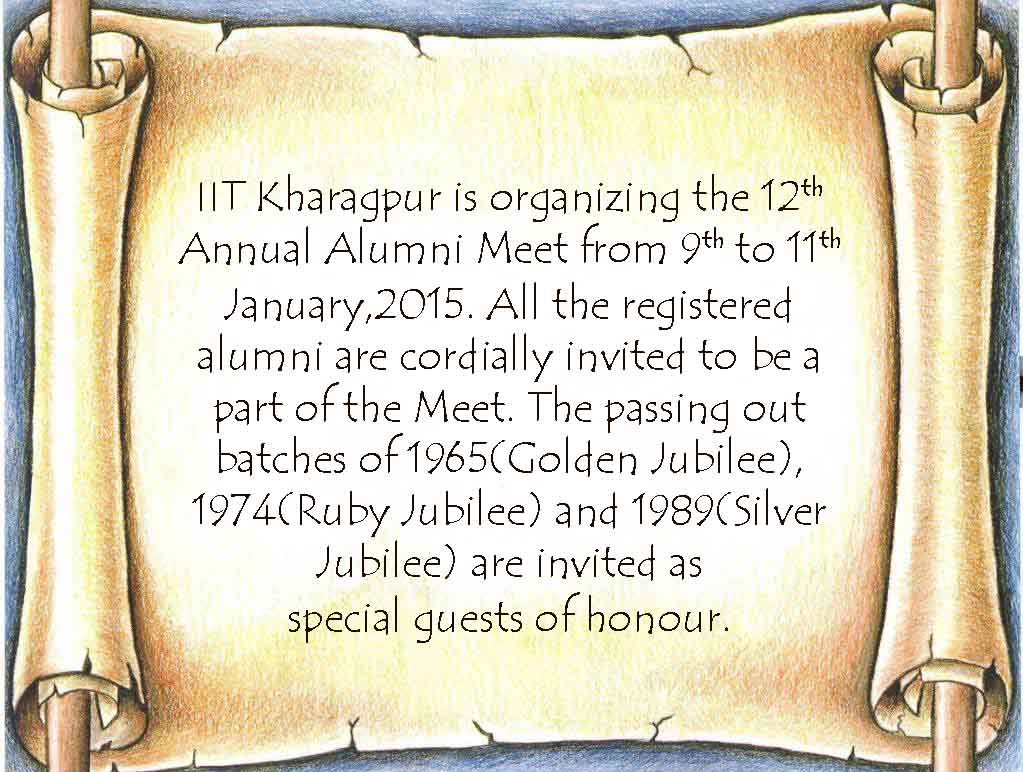 IIT Kharagpur is organizing the 12th
Annual Alumni Meet from 9th to 11th
January,2015. All the registered
alumni are cordially invited to be a
part of the Meet. The passing out
batches of 1965(Golden Jubilee),
1974(Ruby Jubilee) and 1989(Silver
Jubilee) are invited as
special guests of honour.